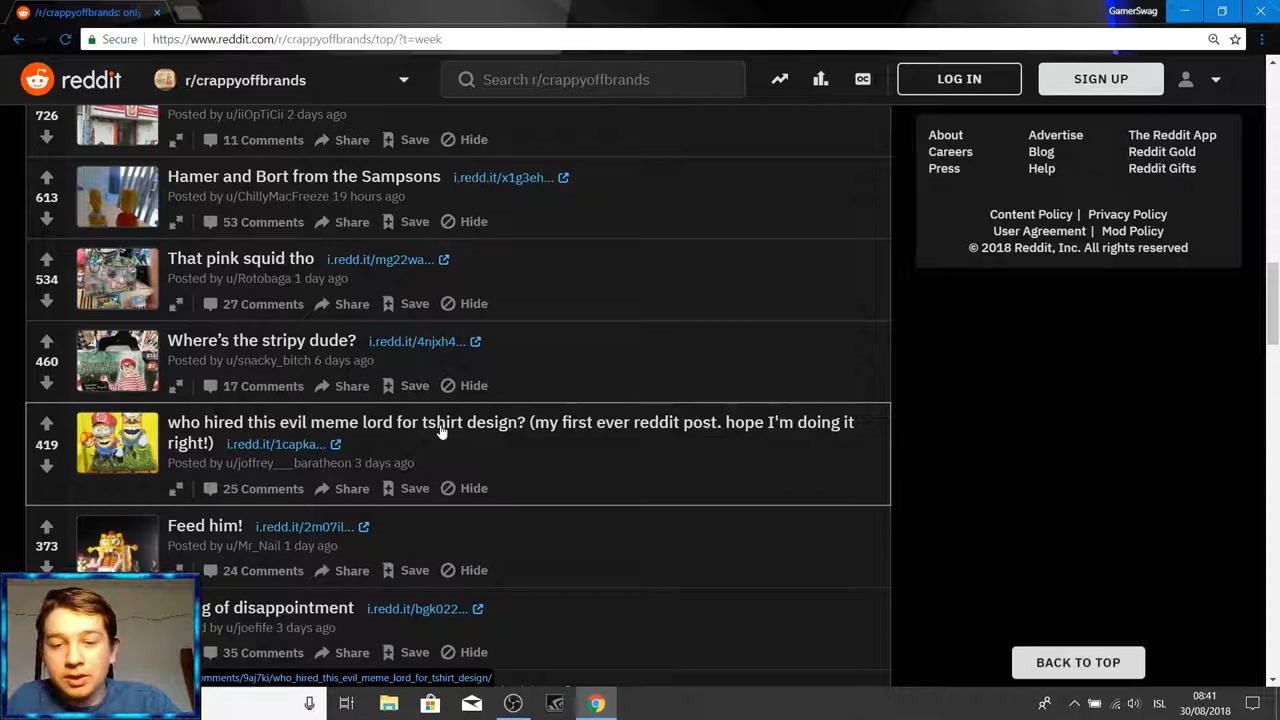 /r/crappyoffbrands: only
GamerSwag
Secure
https://www.reddit.com/r/crappyoffbrands/top/?t=week
reddit
r/crappyoffbrands
Search r/crappyoffbrands
LOG IN
SIGN UP
726
Posted by u/iiOpTiCii 2 days ago
11 Comments Share Save Hide
Hamer and Bort from the Sampsons i.redd.it/x1g3eh...
613
Posted by u/ChillyMacFreeze 19 hours ago
53 Comments Share Save Hide
That pink squid tho i.redd.it/mg22wa...
534
Posted by u/Rotobaga 1 day ago
27 Comments Share Save Hide
Where's the stripy dude? i.redd.it/4njxh4...
460
Posted by u/snacky_bitch 6 days ago
17 Comments Share Save Hide
who hired this evil meme lord for tshirt design? (my first ever reddit post. hope I'm doing it
right!) i.redd.it/1capka...
419
Posted by u/joffrey___baratheon 3 days ago
25 Comments Share Save Hide
Feed him! i.redd.it/2m07il...
373
Posted by u/Mr_Nail 1 day ago
24 Comments Share Save Hide
g of disappointment i.redd.it/bgk022...
d by u/joefife 3 days ago
35 Comments Share Save Hide
comments/9aj7ki/who_hired_this_evil_meme_lord_for_tshirt_design/
About Advertise The Reddit App
Careers Blog Reddit Gold
Press Help Reddit Gifts
Content Policy | Privacy Policy
User Agreement | Mod Policy
© 2018 Reddit, Inc. All rights reserved
BACK TO TOP
08:41
30/08/2018